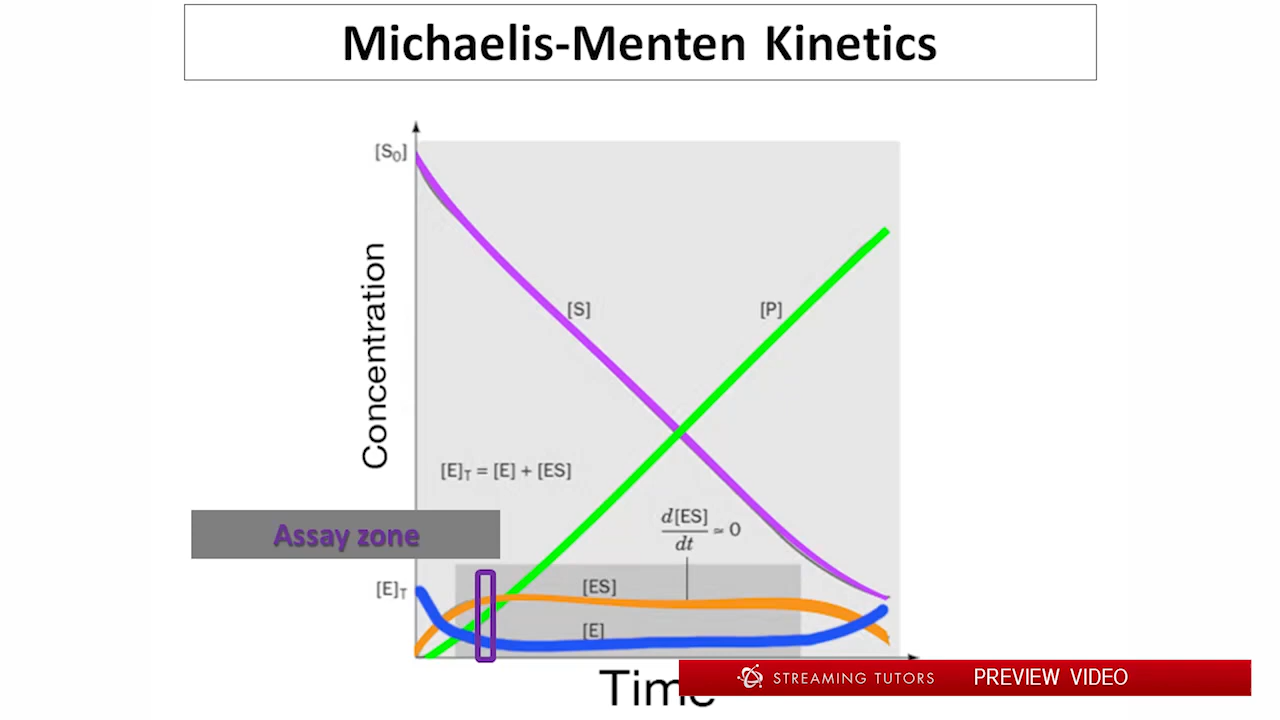 Michaelis-Menten Kinetics
[S₀]
Concentration
[S]
[P]
[E]T = [E] + [ES]
d[ES]
dt
≃ 0
Assay zone
[E]T
[ES]
[E]
Time
STREAMING TUTORS PREVIEW VIDEO